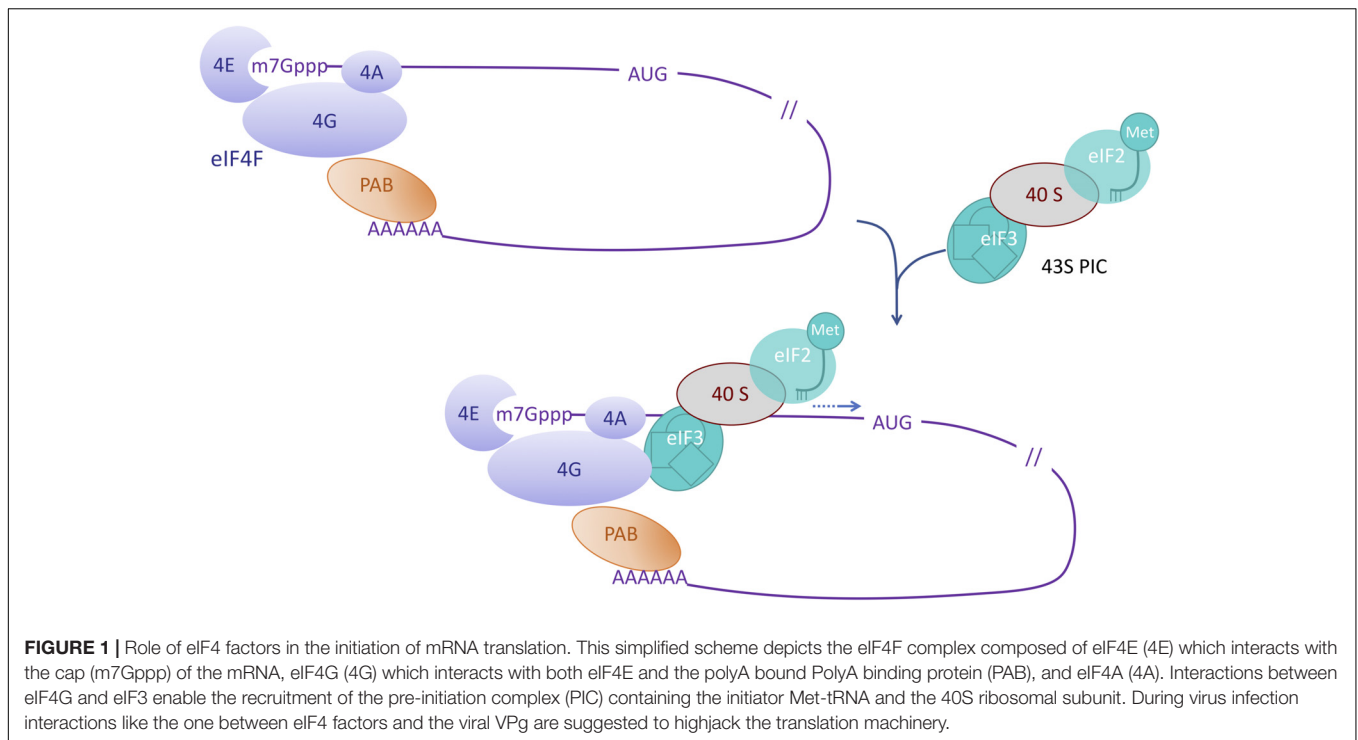 4E
m7Gppp
4A
AUG
//
4G
eIF4F
PAB
AAAAAA
Met
eIF2
40 S
eIF3
43S PIC
Met
eIF2
40 S
4E
m7Gppp
4A
AUG
eIF3
4G
//
PAB
AAAAAA
FIGURE 1 | Role of eIF4 factors in the initiation of mRNA translation. This simplified scheme depicts the eIF4F complex composed of eIF4E (4E) which interacts with
the cap (m7Gppp) of the mRNA, eIF4G (4G) which interacts with both eIF4E and the polyA bound PolyA binding protein (PAB), and eIF4A (4A). Interactions between
eIF4G and eIF3 enable the recruitment of the pre-initiation complex (PIC) containing the initiator Met-tRNA and the 40S ribosomal subunit. During virus infection
interactions like the one between eIF4 factors and the viral VPg are suggested to highjack the translation machinery.